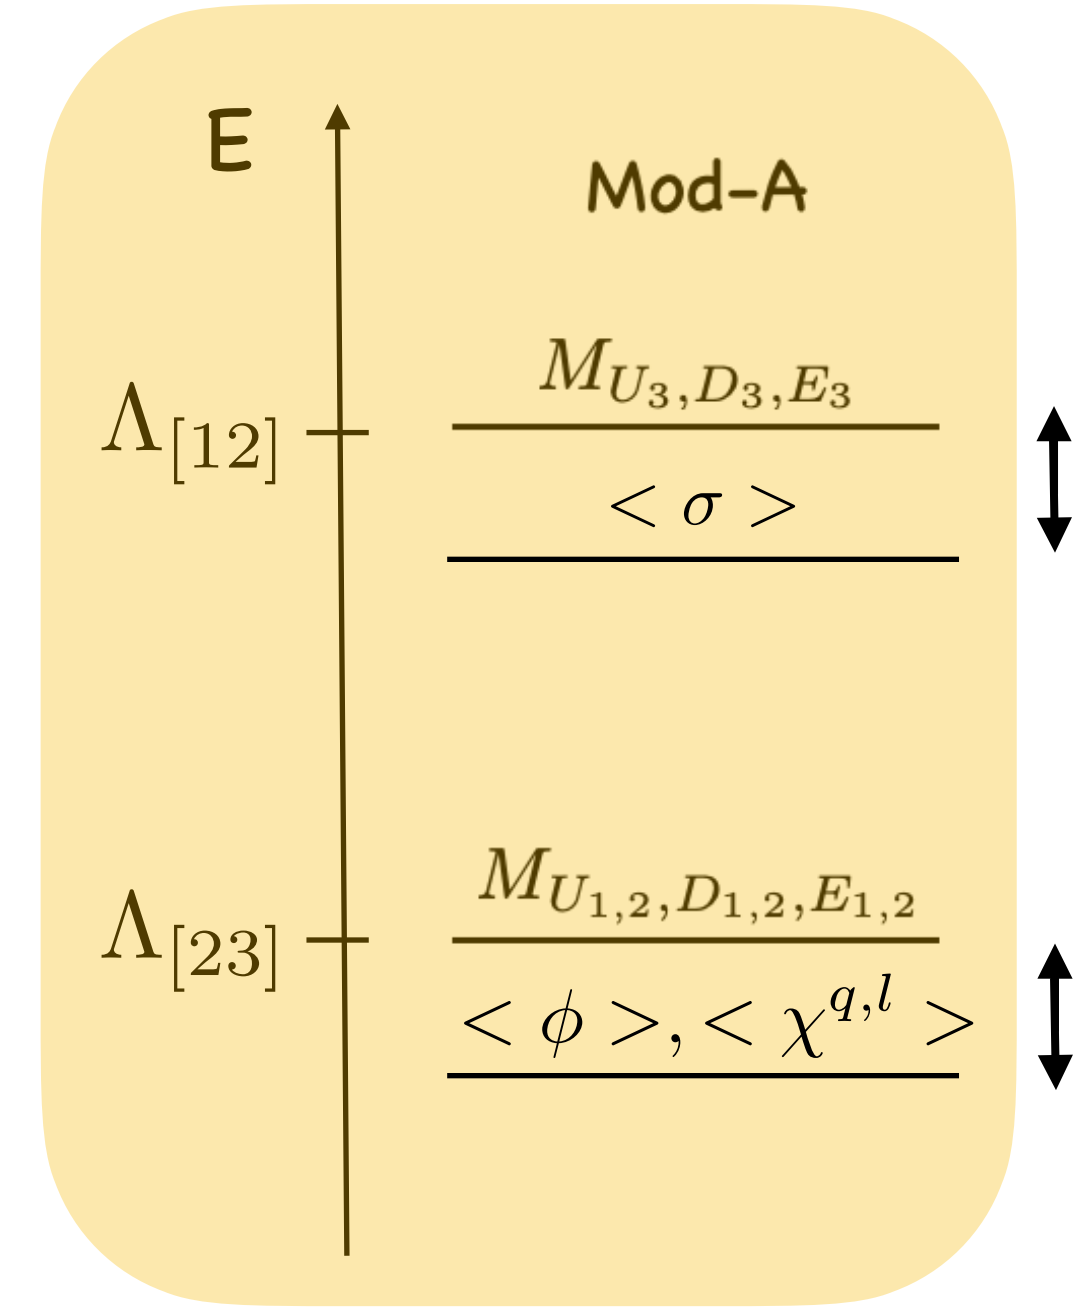 E
Mod-A
M_{U_3,D_3,E_3}
Λ_{[12]}
< σ >
M_{U_{1,2},D_{1,2},E_{1,2}}
Λ_{[23]}
< ϕ >, < χ^{q,l} >